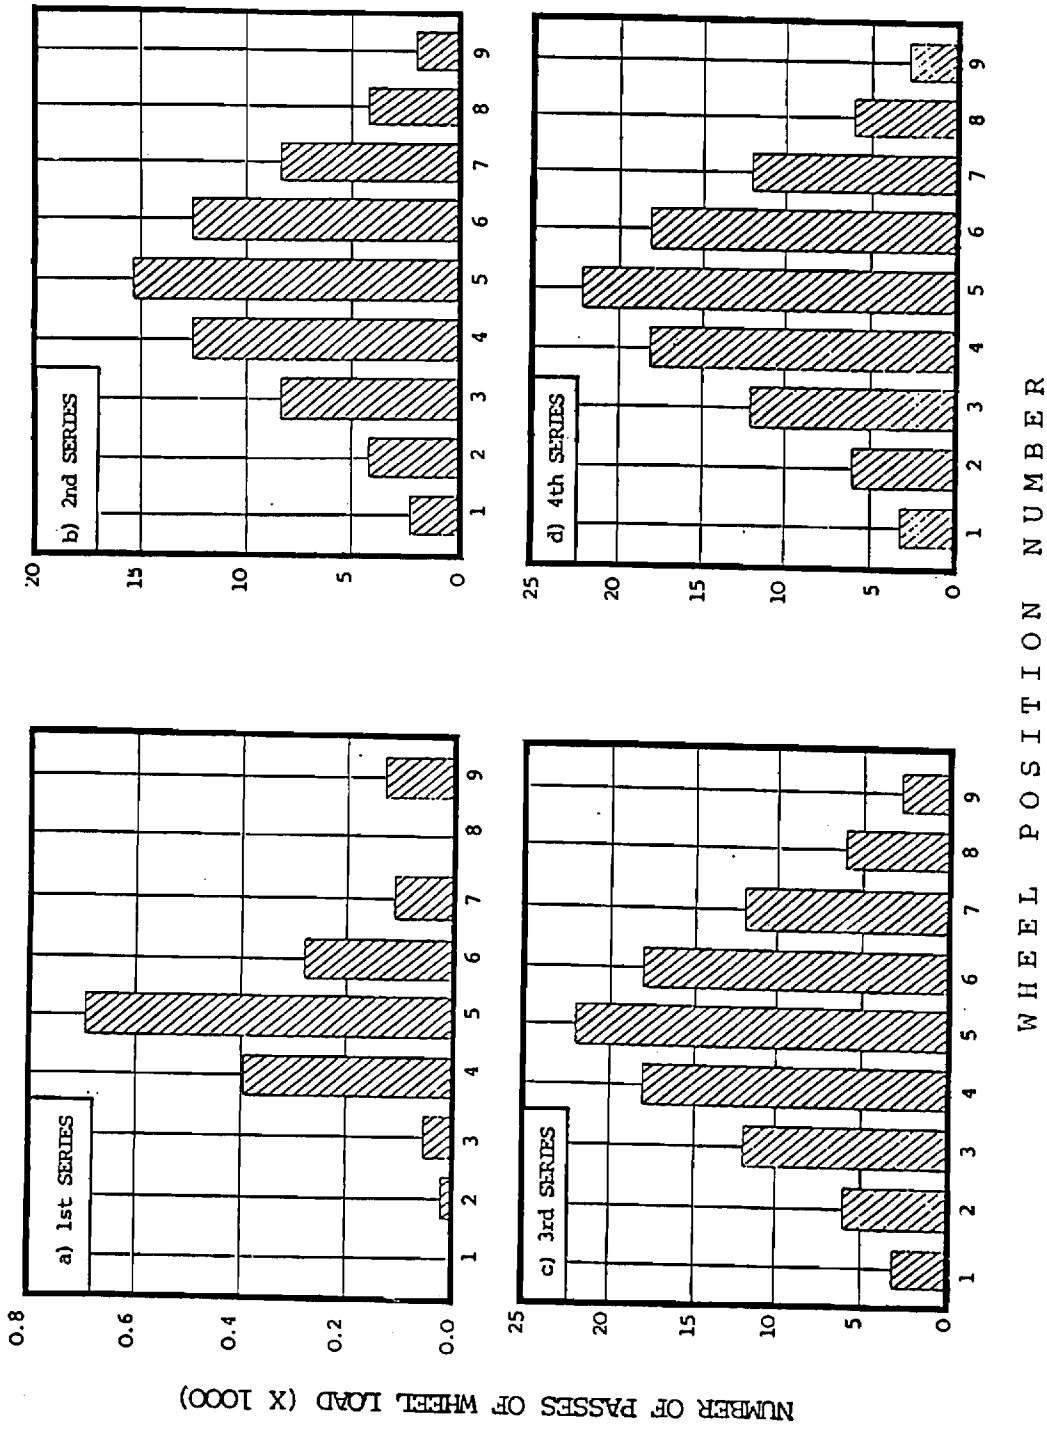 a) 1st SERIES
0.8
0.6
0.4
0.2
0.0
1 2 3 4 5 6 7 8 9
b) 2nd SERIES
20
15
10
5
0
1 2 3 4 5 6 7 8 9
c) 3rd SERIES
25
20
15
10
5
0
1 2 3 4 5 6 7 8 9
d) 4th SERIES
25
20
15
10
5
0
1 2 3 4 5 6 7 8 9
NUMBER OF PASSES OF WHEEL LOAD (X 1000)
WHEEL POSITION NUMBER